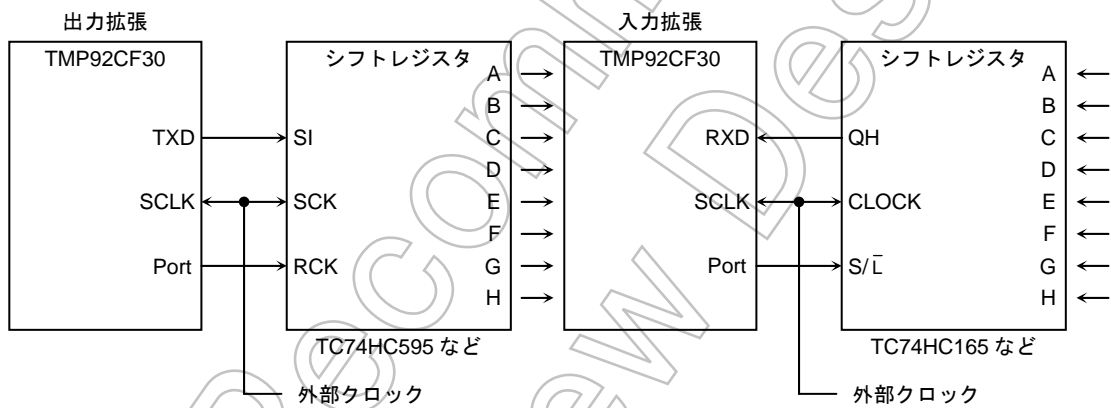 出力拡張
TMP92CF30
TXD
SCLK
Port
シフトレジスタ
SI
SCK
RCK
A
B
C
D
E
F
G
H
TC74HC595 など
外部クロック
入力拡張
TMP92CF30
RXD
SCLK
Port
シフトレジスタ
QH
CLOCK
S/L̅
A
B
C
D
E
F
G
H
TC74HC165 など
外部クロック